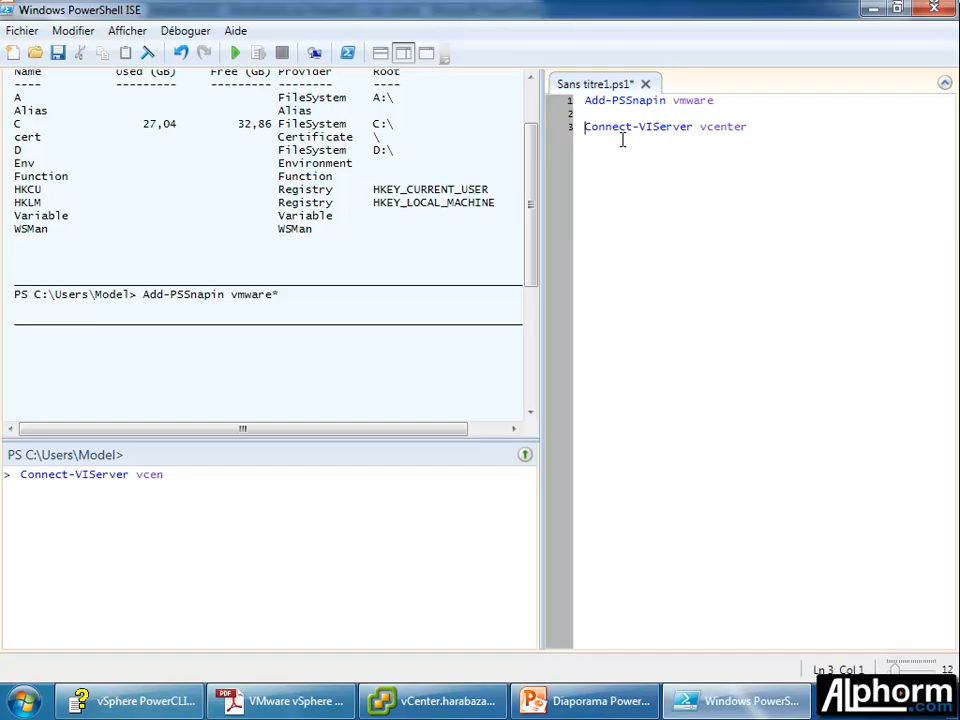 Windows PowerShell ISE
Fichier Modifier Afficher Déboguer Aide
Name Used (GB) Free (GB) Provider Root
---- --------- --------- -------- ----
A FileSystem A:\
Alias Alias
C 27,04 32,86 FileSystem C:\
cert Certificate \
D FileSystem D:\
Env Environment
Function Function
HKCU Registry HKEY_CURRENT_USER
HKLM Registry HKEY_LOCAL_MACHINE
Variable Variable
WSMan WSMan
PS C:\Users\Model> Add-PSSnapin vmware*
PS C:\Users\Model>
> Connect-VIServer vcen
Sans titre1.ps1*
1 Add-PSSnapin vmware
2
3 Connect-VIServer vcenter
Ln 3 Col 1 12
vSphere PowerCLI... VMware vSphere ... vCenter.harabaza... Diaporama Power... Windows PowerS...
Alphorm
.com